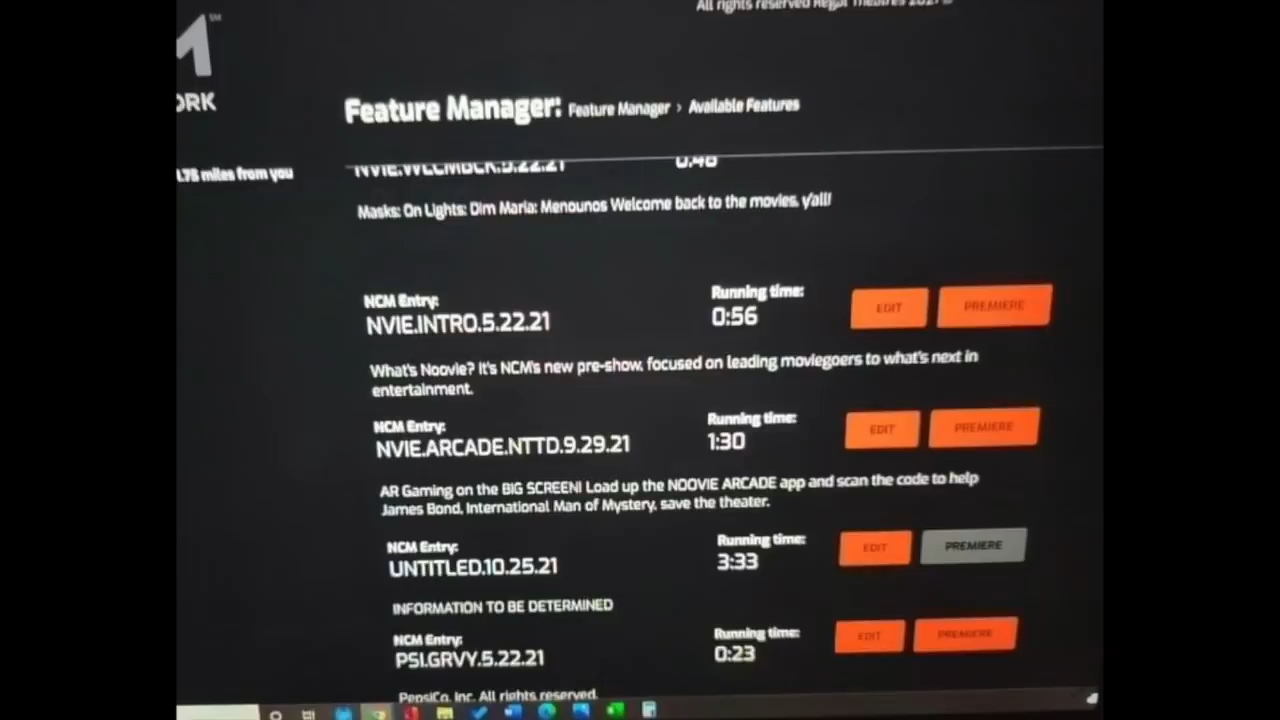 M℠
ORK
All rights reserved Regal Theatres 2021 ©
Feature Manager: Feature Manager > Available Features
.75 miles from you
0:48
Masks: On Lights: Dim Maria: Menounos Welcome back to the movies, y'all!
NCM Entry:
Running time:
NVIE.INTRO.5.22.21
0:56
EDIT
PREMIERE
What's Noovie? It's NCM's new pre-show, focused on leading moviegoers to what's next in
entertainment.
NCM Entry:
Running time:
NVIE.ARCADE.NTTD.9.29.21
1:30
EDIT
PREMIERE
AR Gaming on the BIG SCREEN! Load up the NOOVIE ARCADE app and scan the code to help
James Bond, International Man of Mystery, save the theater.
NCM Entry:
Running time:
UNTITLED.10.25.21
3:33
EDIT
PREMIERE
INFORMATION TO BE DETERMINED
NCM Entry:
Running time:
PSI.GRVY.5.22.21
0:23
EDIT
PREMIERE
PepsiCo, Inc. All rights reserved.